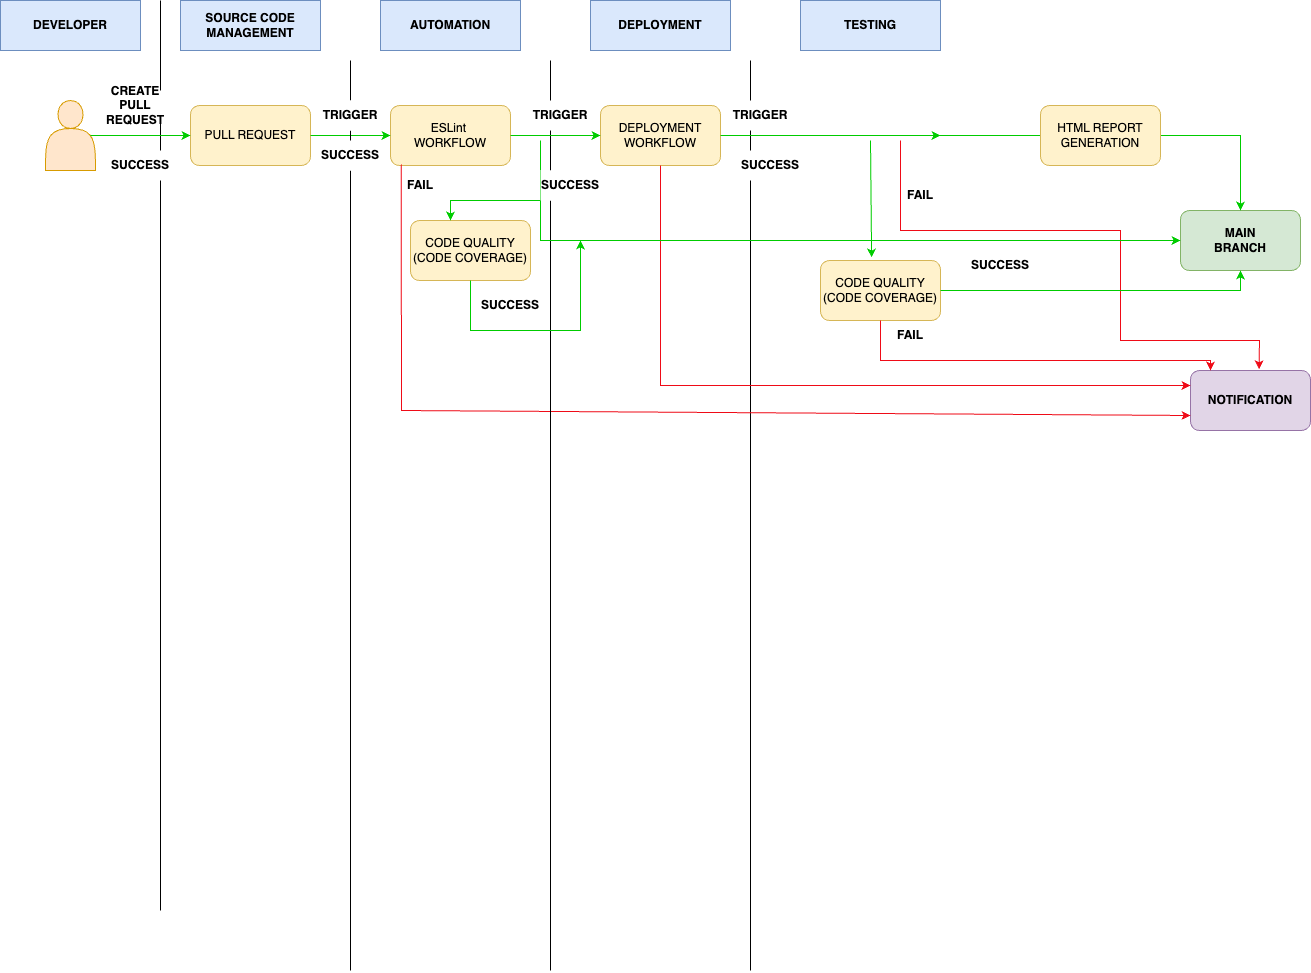 DEVELOPER
SOURCE CODE
MANAGEMENT
AUTOMATION
DEPLOYMENT
TESTING
CREATE
PULL
REQUEST
SUCCESS
PULL REQUEST
TRIGGER
SUCCESS
ESLint
WORKFLOW
TRIGGER
SUCCESS
DEPLOYMENT
WORKFLOW
TRIGGER
SUCCESS
HTML REPORT
GENERATION
FAIL
FAIL
CODE QUALITY
(CODE COVERAGE)
SUCCESS
MAIN
BRANCH
CODE QUALITY
(CODE COVERAGE)
SUCCESS
FAIL
NOTIFICATION